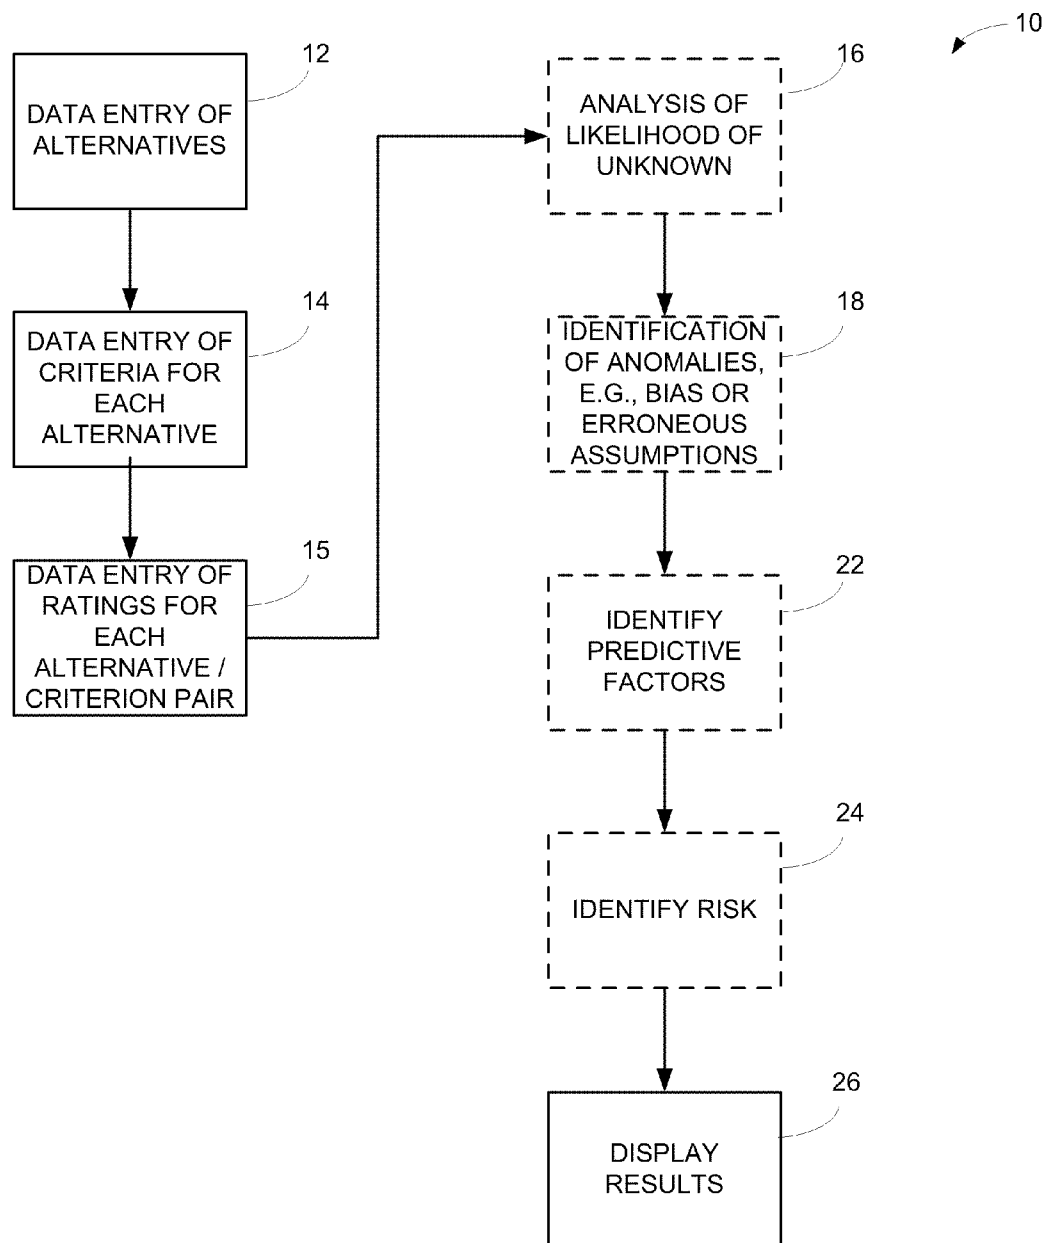 10
12
DATA ENTRY OF
ALTERNATIVES
14
DATA ENTRY OF
CRITERIA FOR
EACH
ALTERNATIVE
15
DATA ENTRY OF
RATINGS FOR
EACH
ALTERNATIVE /
CRITERION PAIR
16
ANALYSIS OF
LIKELIHOOD OF
UNKNOWN
18
IDENTIFICATION
OF ANOMALIES,
E.G., BIAS OR
ERRONEOUS
ASSUMPTIONS
22
IDENTIFY
PREDICTIVE
FACTORS
24
IDENTIFY RISK
26
DISPLAY
RESULTS